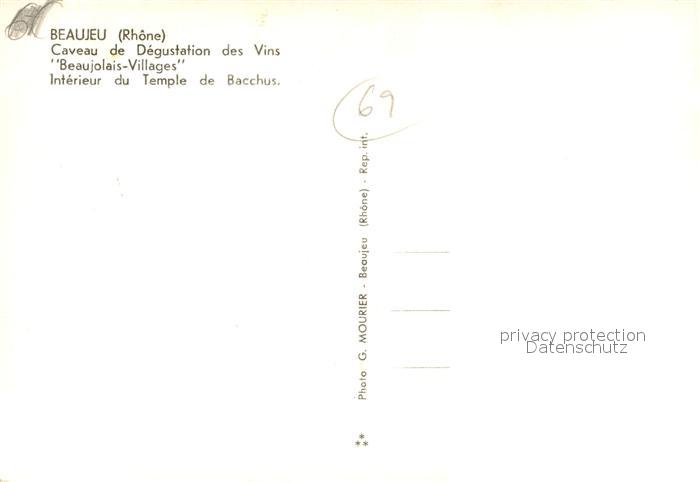 BEAUJEU (Rhône)
Caveau de Dégustation des Vins
''Beaujolais-Villages''
Intérieur du Temple de Bacchus.
69
Photo G. MOURIER - Beaujeu (Rhône) - Rep. int.
privacy protection
Datenschutz